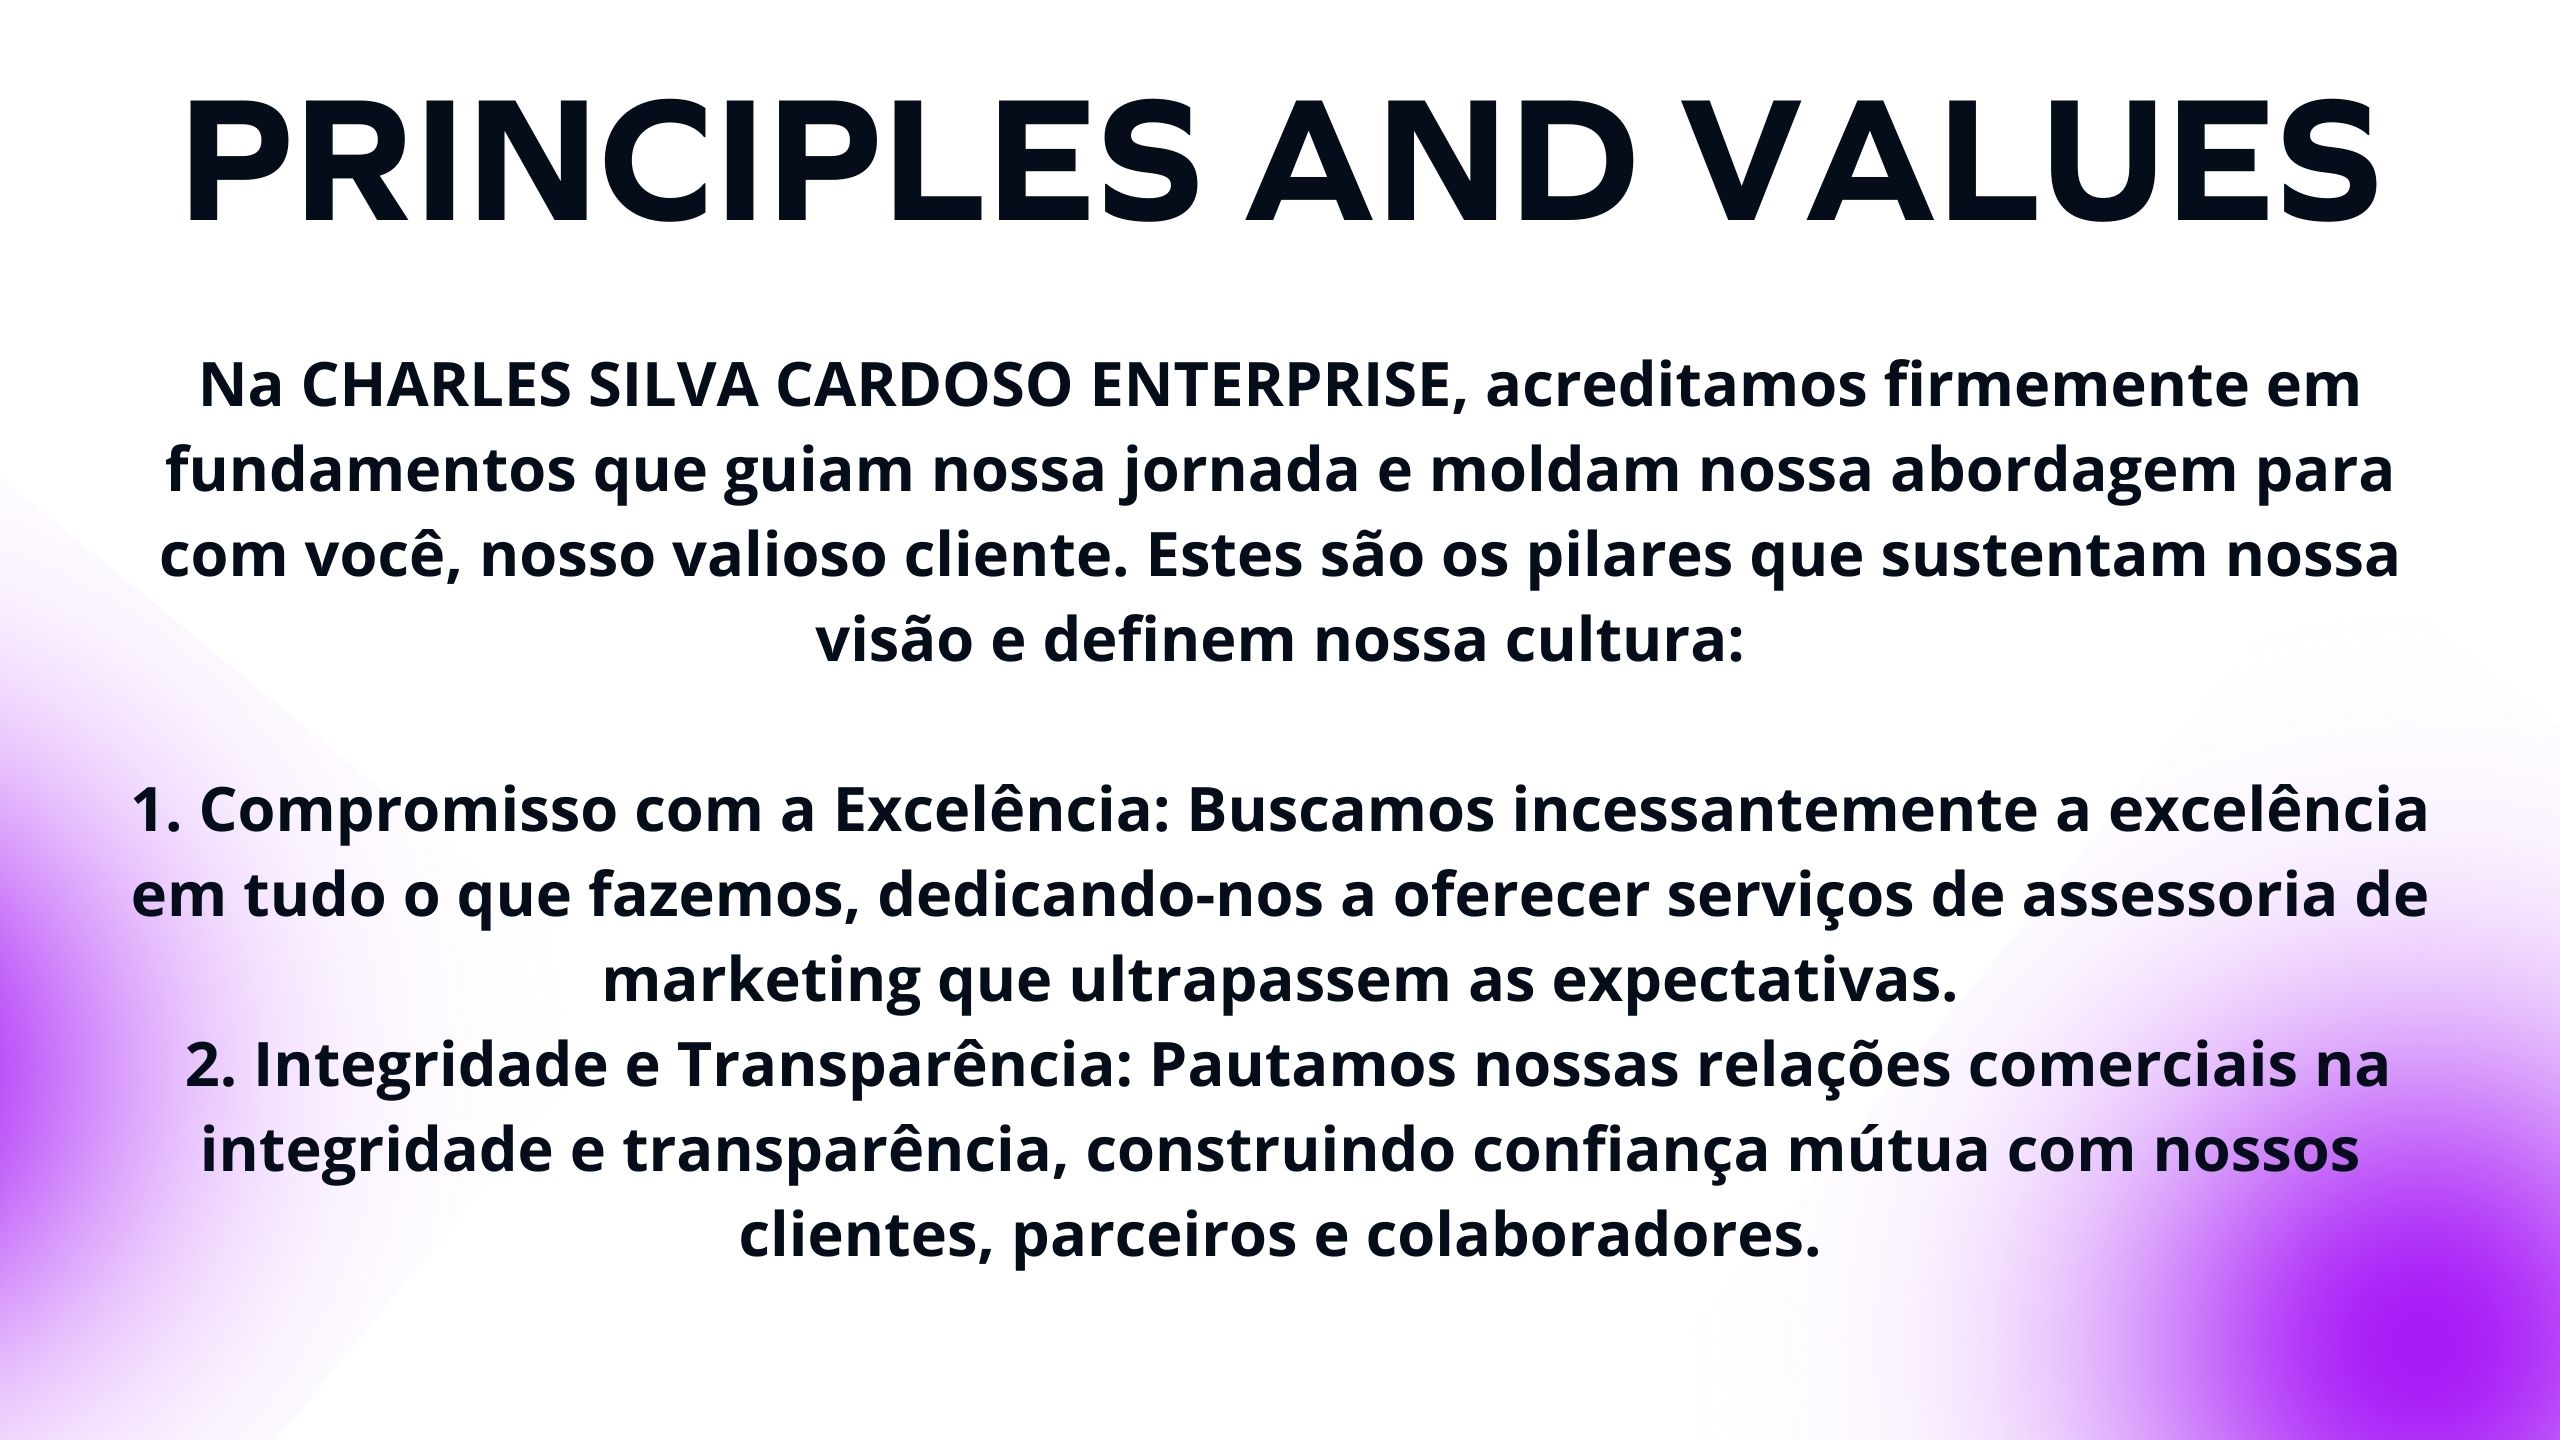 PRINCIPLES AND VALUES
Na CHARLES SILVA CARDOSO ENTERPRISE, acreditamos firmemente em
fundamentos que guiam nossa jornada e moldam nossa abordagem para
com você, nosso valioso cliente. Estes são os pilares que sustentam nossa
visão e definem nossa cultura:
1. Compromisso com a Excelência: Buscamos incessantemente a excelência
em tudo o que fazemos, dedicando-nos a oferecer serviços de assessoria de
marketing que ultrapassem as expectativas.
2. Integridade e Transparência: Pautamos nossas relações comerciais na
integridade e transparência, construindo confiança mútua com nossos
clientes, parceiros e colaboradores.